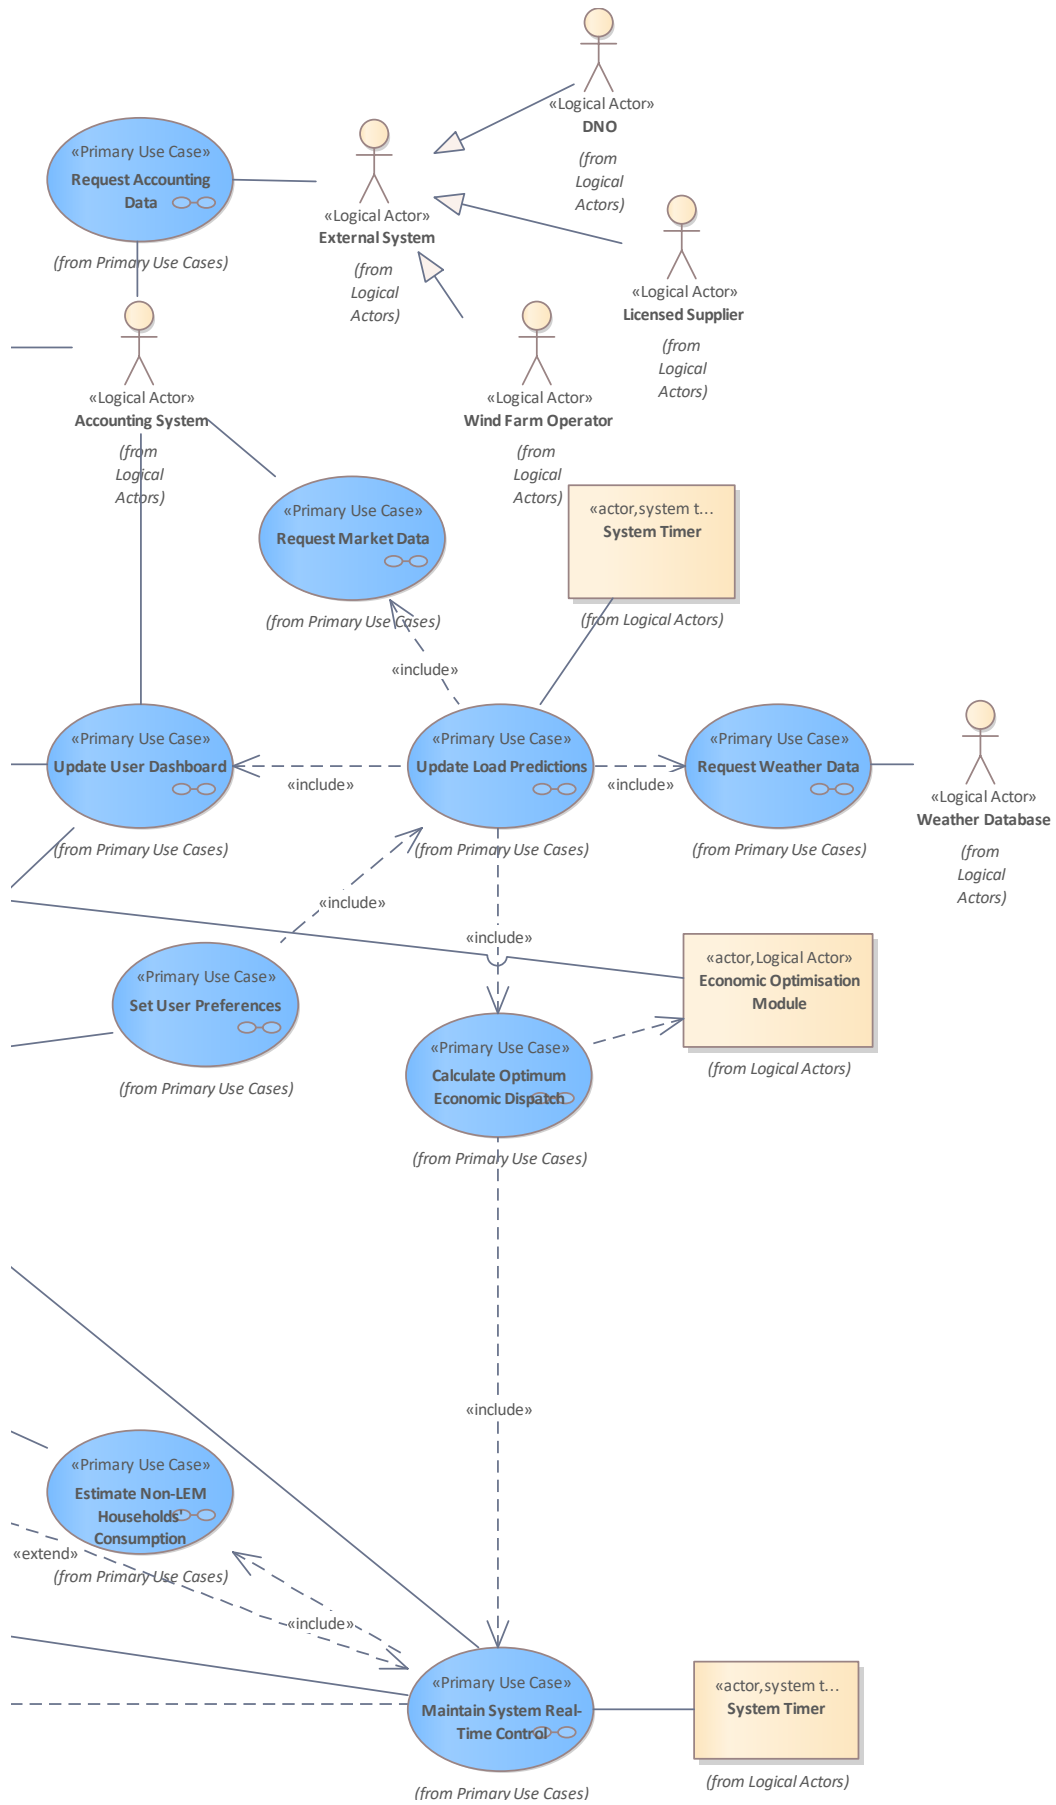 «Logical Actor»
DNO
(from
Logical
Actors)
«Primary Use Case»
Request Accounting
Data
(from Primary Use Cases)
«Logical Actor»
External System
(from
Logical
Actors)
«Logical Actor»
Licensed Supplier
(from
Logical
Actors)
«Logical Actor»
Accounting System
(from
Logical
Actors)
«Logical Actor»
Wind Farm Operator
(from
Logical
Actors)
«Primary Use Case»
Request Market Data
(from Primary Use Cases)
«actor,system t...
System Timer
(from Logical Actors)
«include»
«Primary Use Case»
Update User Dashboard
(from Primary Use Cases)
«include»
«Primary Use Case»
Update Load Predictions
(from Primary Use Cases)
«include»
«Primary Use Case»
Request Weather Data
(from Primary Use Cases)
«Logical Actor»
Weather Database
(from
Logical
Actors)
«include»
«include»
«Primary Use Case»
Set User Preferences
(from Primary Use Cases)
«actor,Logical Actor»
Economic Optimisation
Module
(from Logical Actors)
«Primary Use Case»
Calculate Optimum
Economic Dispatch
(from Primary Use Cases)
«include»
«Primary Use Case»
Estimate Non-LEM
Households'
Consumption
(from Primary Use Cases)
«extend»
«include»
«Primary Use Case»
Maintain System Real-
Time Control
(from Primary Use Cases)
«actor,system t...
System Timer
(from Logical Actors)